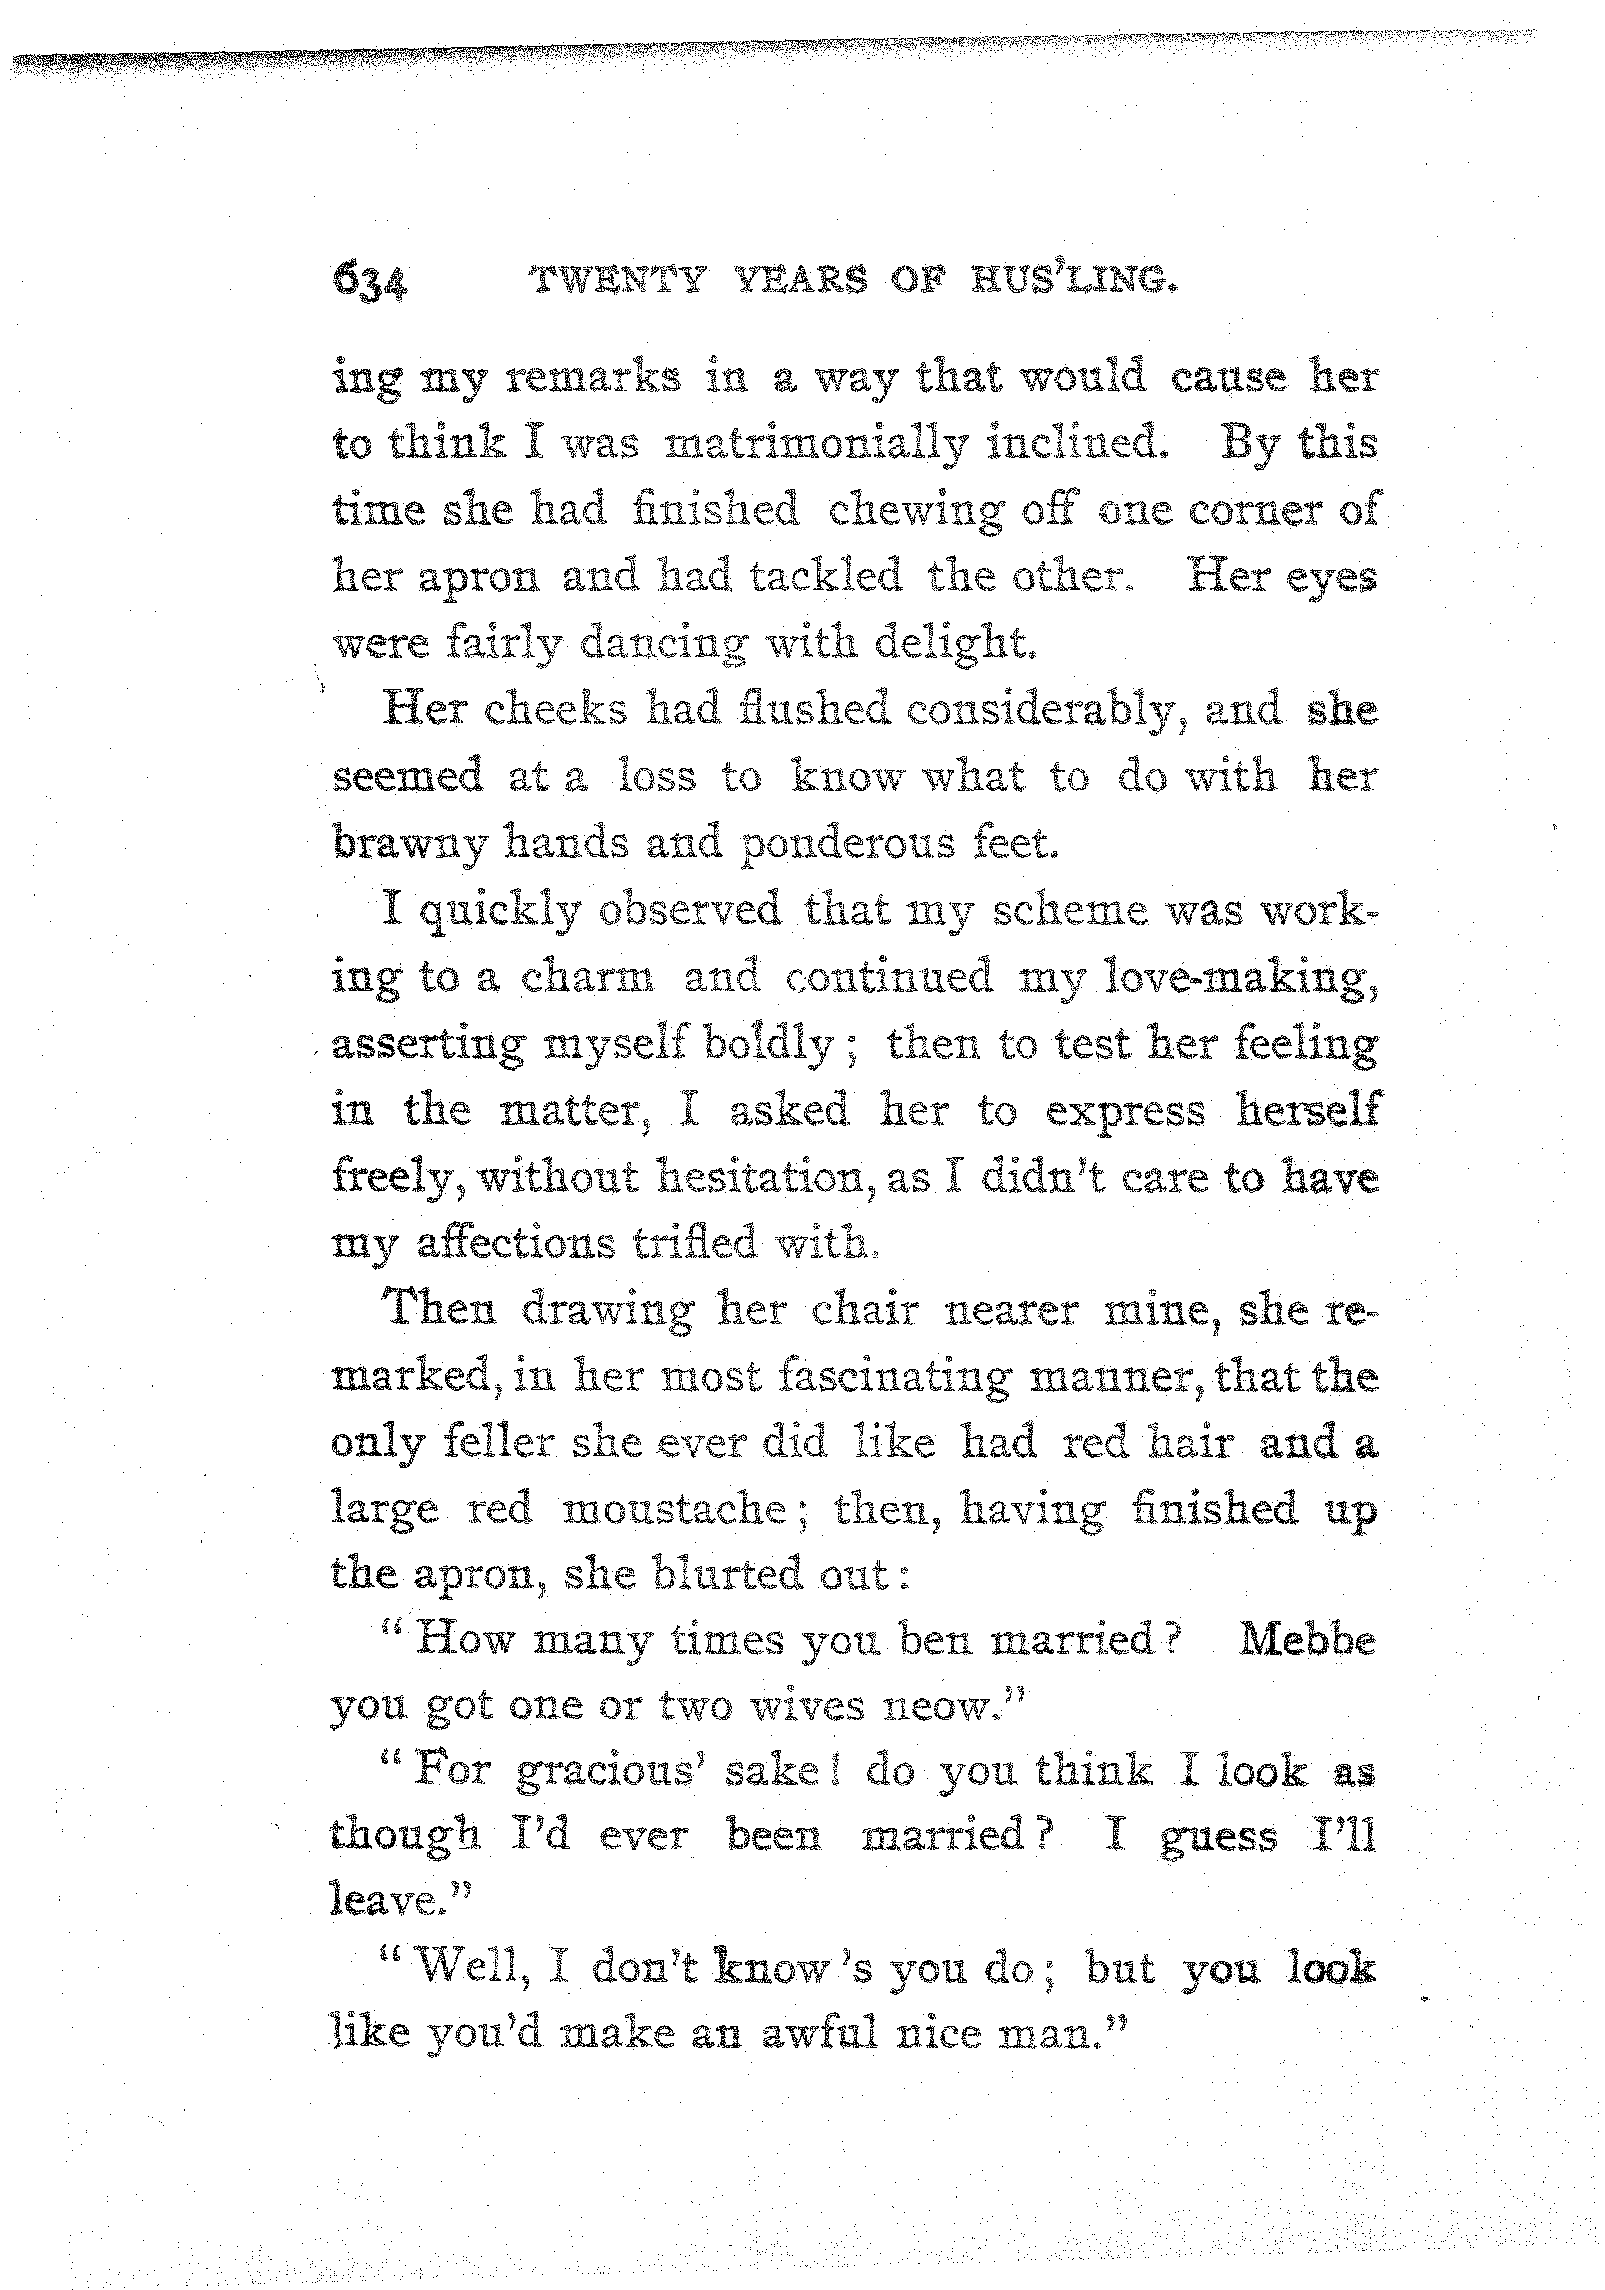 634 TWENTY YEARS OF HUS'LING.
ing my remarks in a way that would cause her
to think I was matrimonially inclined. By this
time she had finished chewing off one corner of
her apron and had tackled the other. Her eyes
were fairly dancing with delight.
Her cheeks had flushed considerably, and she
seemed at a loss to know what to do with her
brawny hands and ponderous feet.
I quickly observed that my scheme was work-
ing to a charm and continued my love-making,
asserting myself boldly; then to test her feeling
in the matter, I asked her to express herself
freely, without hesitation, as I didn't care to have
my affections trifled with.
Then drawing her chair nearer mine, she re-
marked, in her most fascinating manner, that the
only feller she ever did like had red hair and a
large red moustache; then, having finished up
the apron, she blurted out:
"How many times you ben married? Mebbe
you got one or two wives neow."
"For gracious' sake! do you think I look as
though I'd ever been married? I guess I'll
leave."
"Well, I don't know 's you do; but you look
like you'd make an awful nice man."